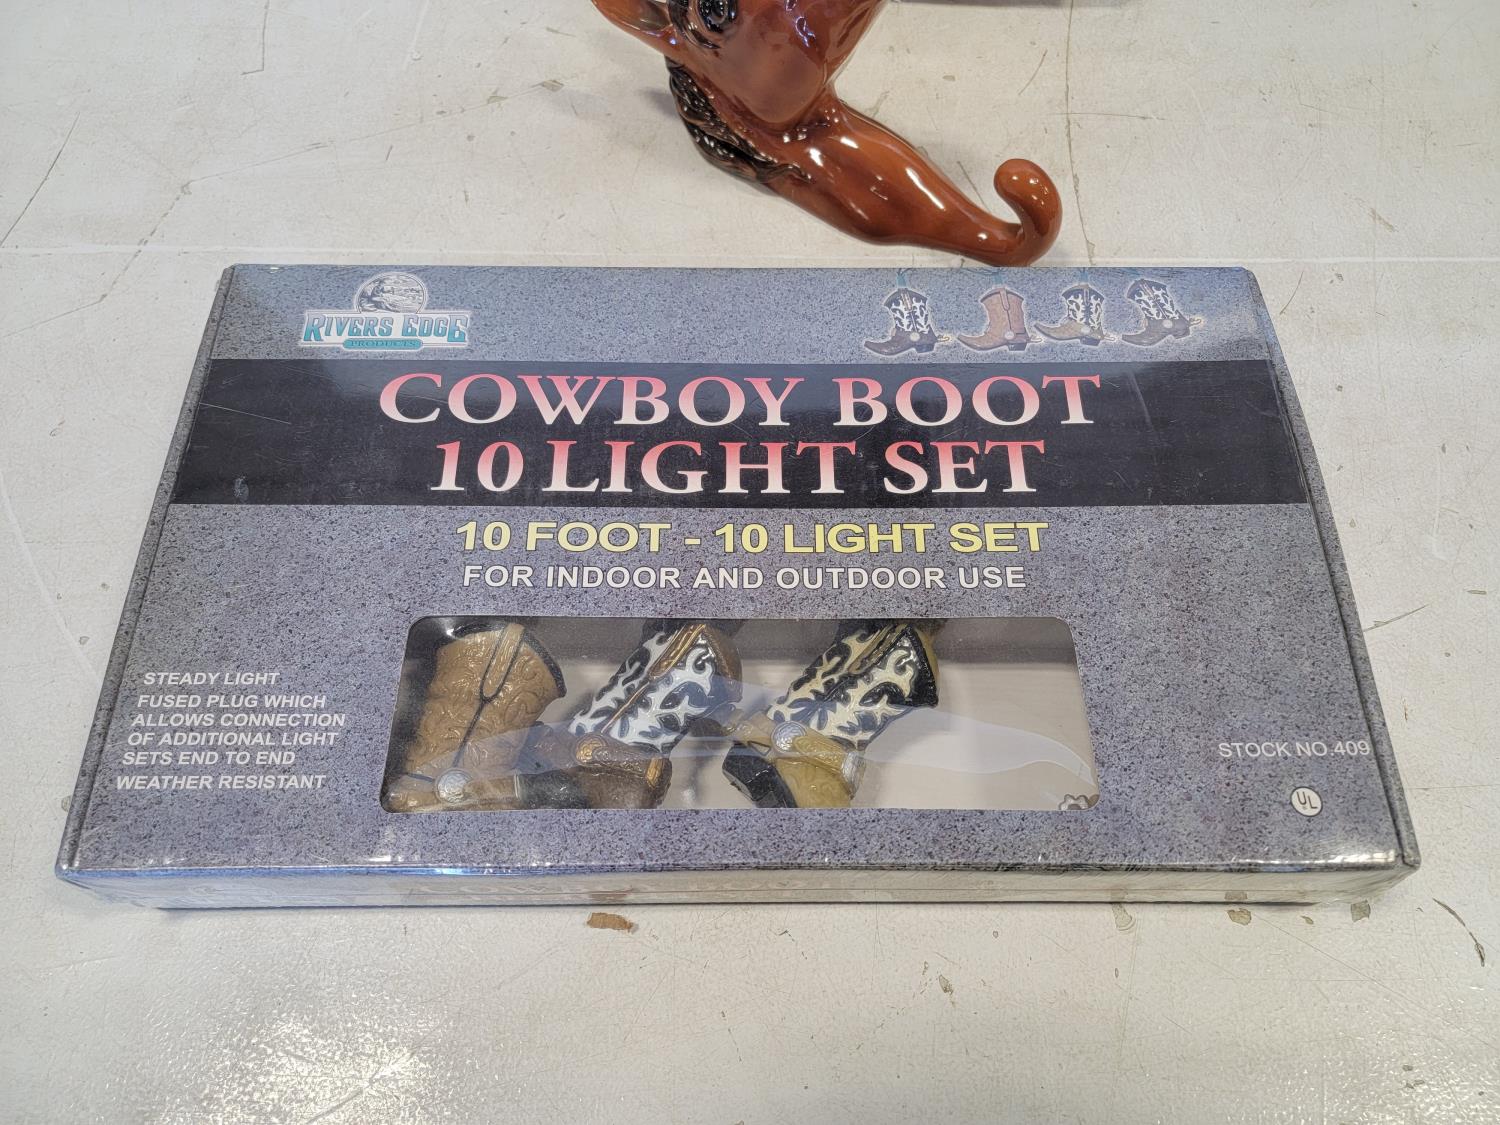 RIVERS EDGE
PRODUCTS
COWBOY BOOT
10 LIGHT SET
10 FOOT - 10 LIGHT SET
FOR INDOOR AND OUTDOOR USE
STEADY LIGHT
FUSED PLUG WHICH
ALLOWS CONNECTION
OF ADDITIONAL LIGHT
SETS END TO END
WEATHER RESISTANT
STOCK NO.409
UL